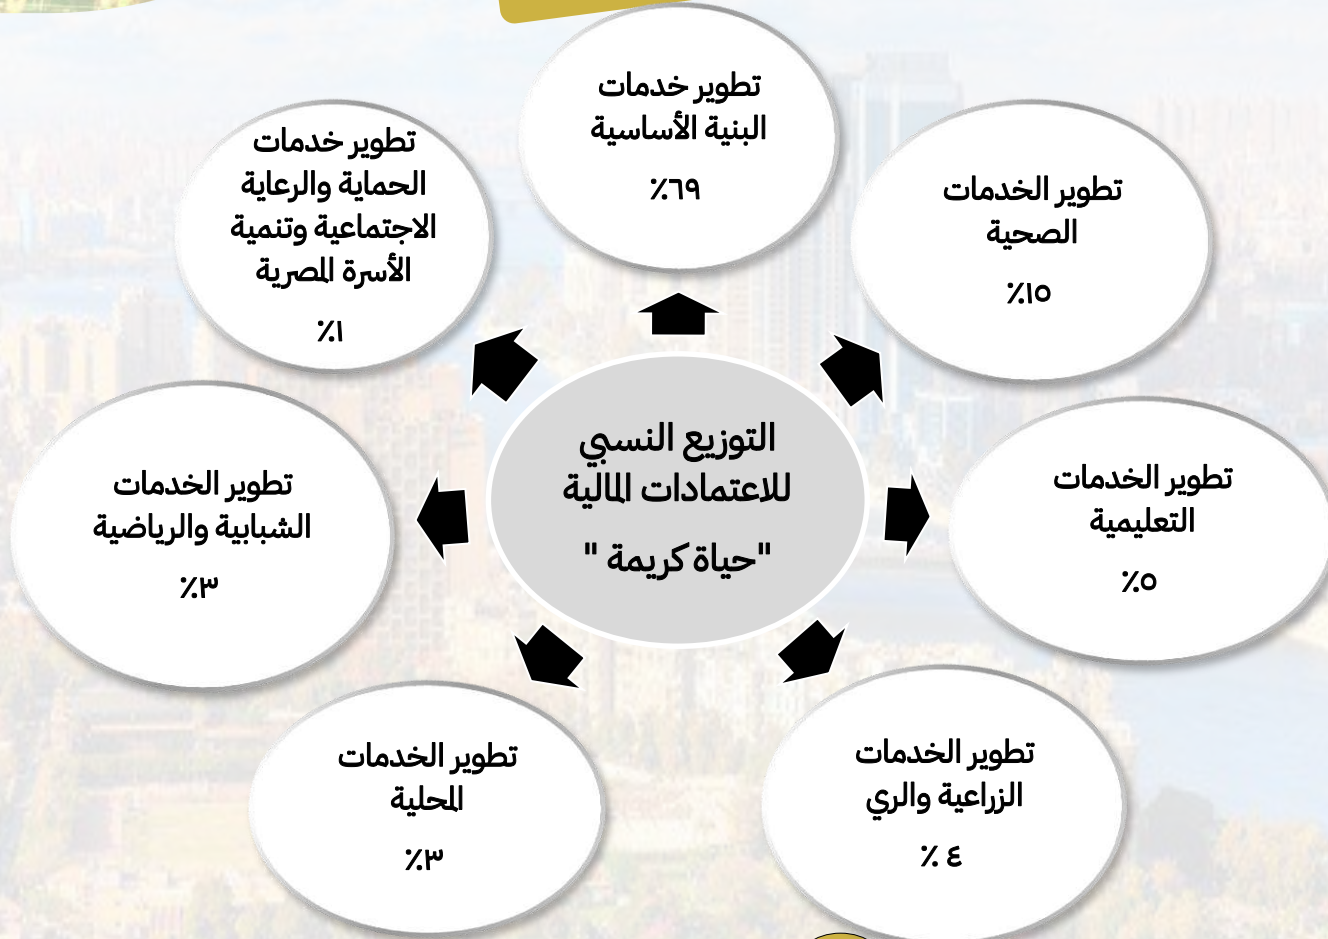 التوزيع النسبي
للاعتمادات المالية
"حياة كريمة "
تطوير خدمات
البنية الأساسية
٦٩٪
تطوير الخدمات
الصحية
١٥٪
تطوير الخدمات
التعليمية
٥٪
تطوير الخدمات
الزراعية والري
٤ ٪
تطوير الخدمات
المحلية
٣٪
تطوير الخدمات
الشبابية والرياضية
٣٪
تطوير خدمات
الحماية والرعاية
الاجتماعية وتنمية
الأسرة المصرية
١٪